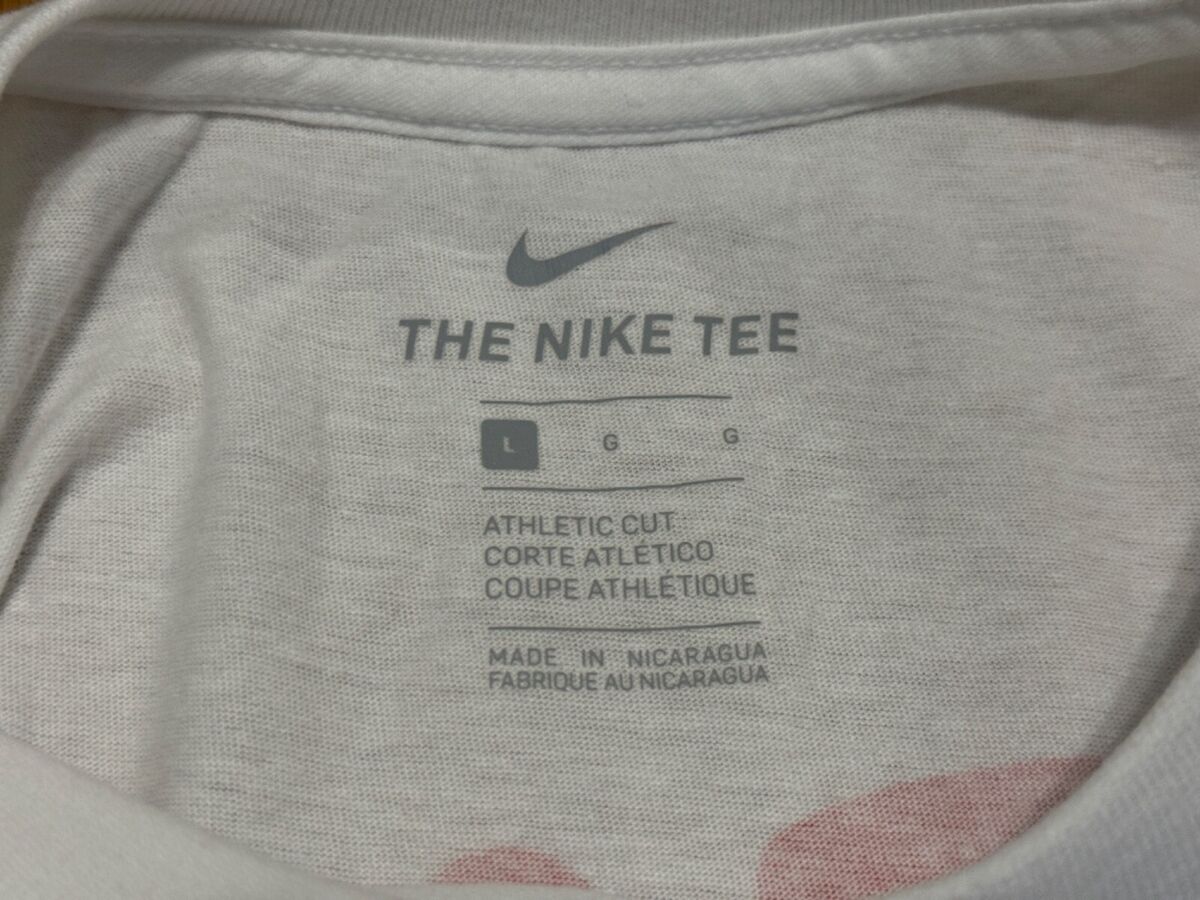 THE NIKE TEE
L G G
ATHLETIC CUT
CORTE ATLÉTICO
COUPE ATHLÉTIQUE
MADE IN NICARAGUA
FABRIQUE AU NICARAGUA